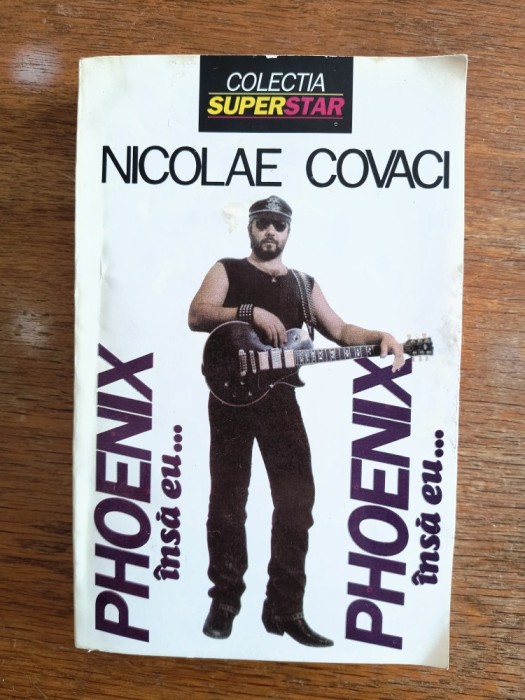 COLECTIA
SUPERSTAR
NICOLAE COVACI
PHOENIX
însă eu...
PHOENIX
însă eu...